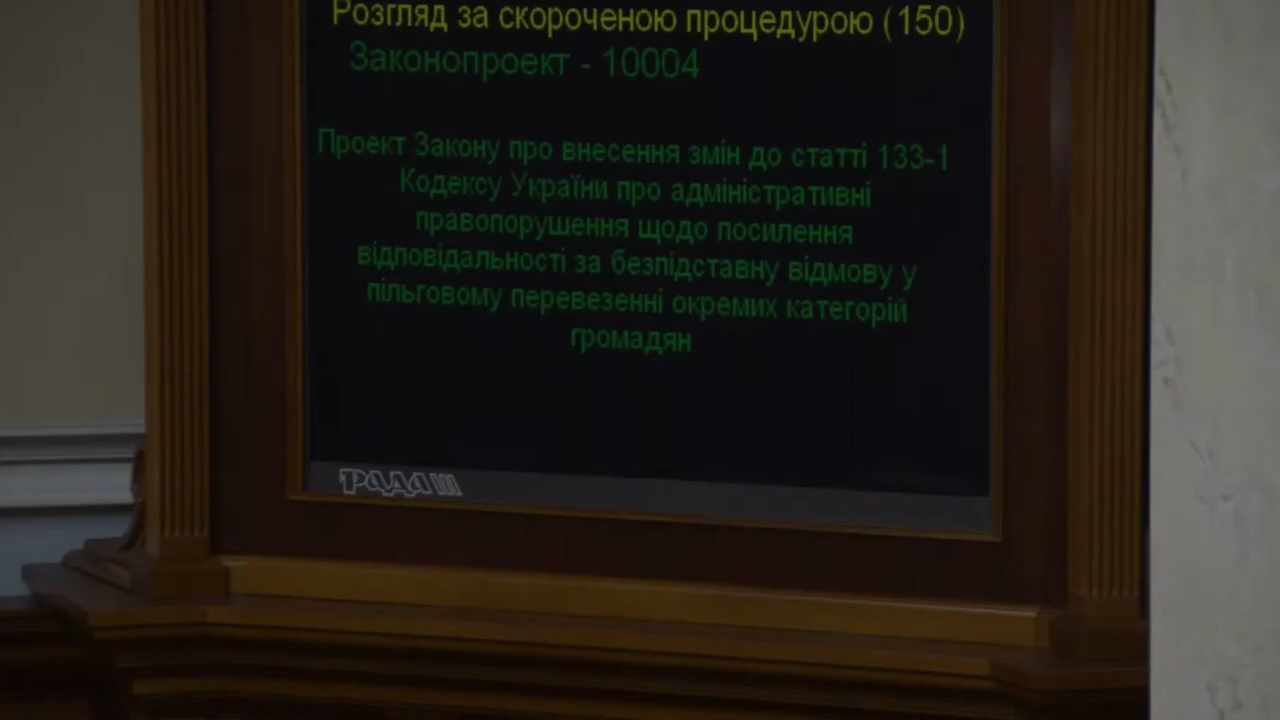 Розгляд за скороченою процедурою (150)
Законопроект - 10004
Проект Закону про внесення змін до статті 133-1
Кодексу України про адміністративні
правопорушення щодо посилення
відповідальності за безпідставну відмову у
пільговому перевезенні окремих категорій
громадян
РАДА III